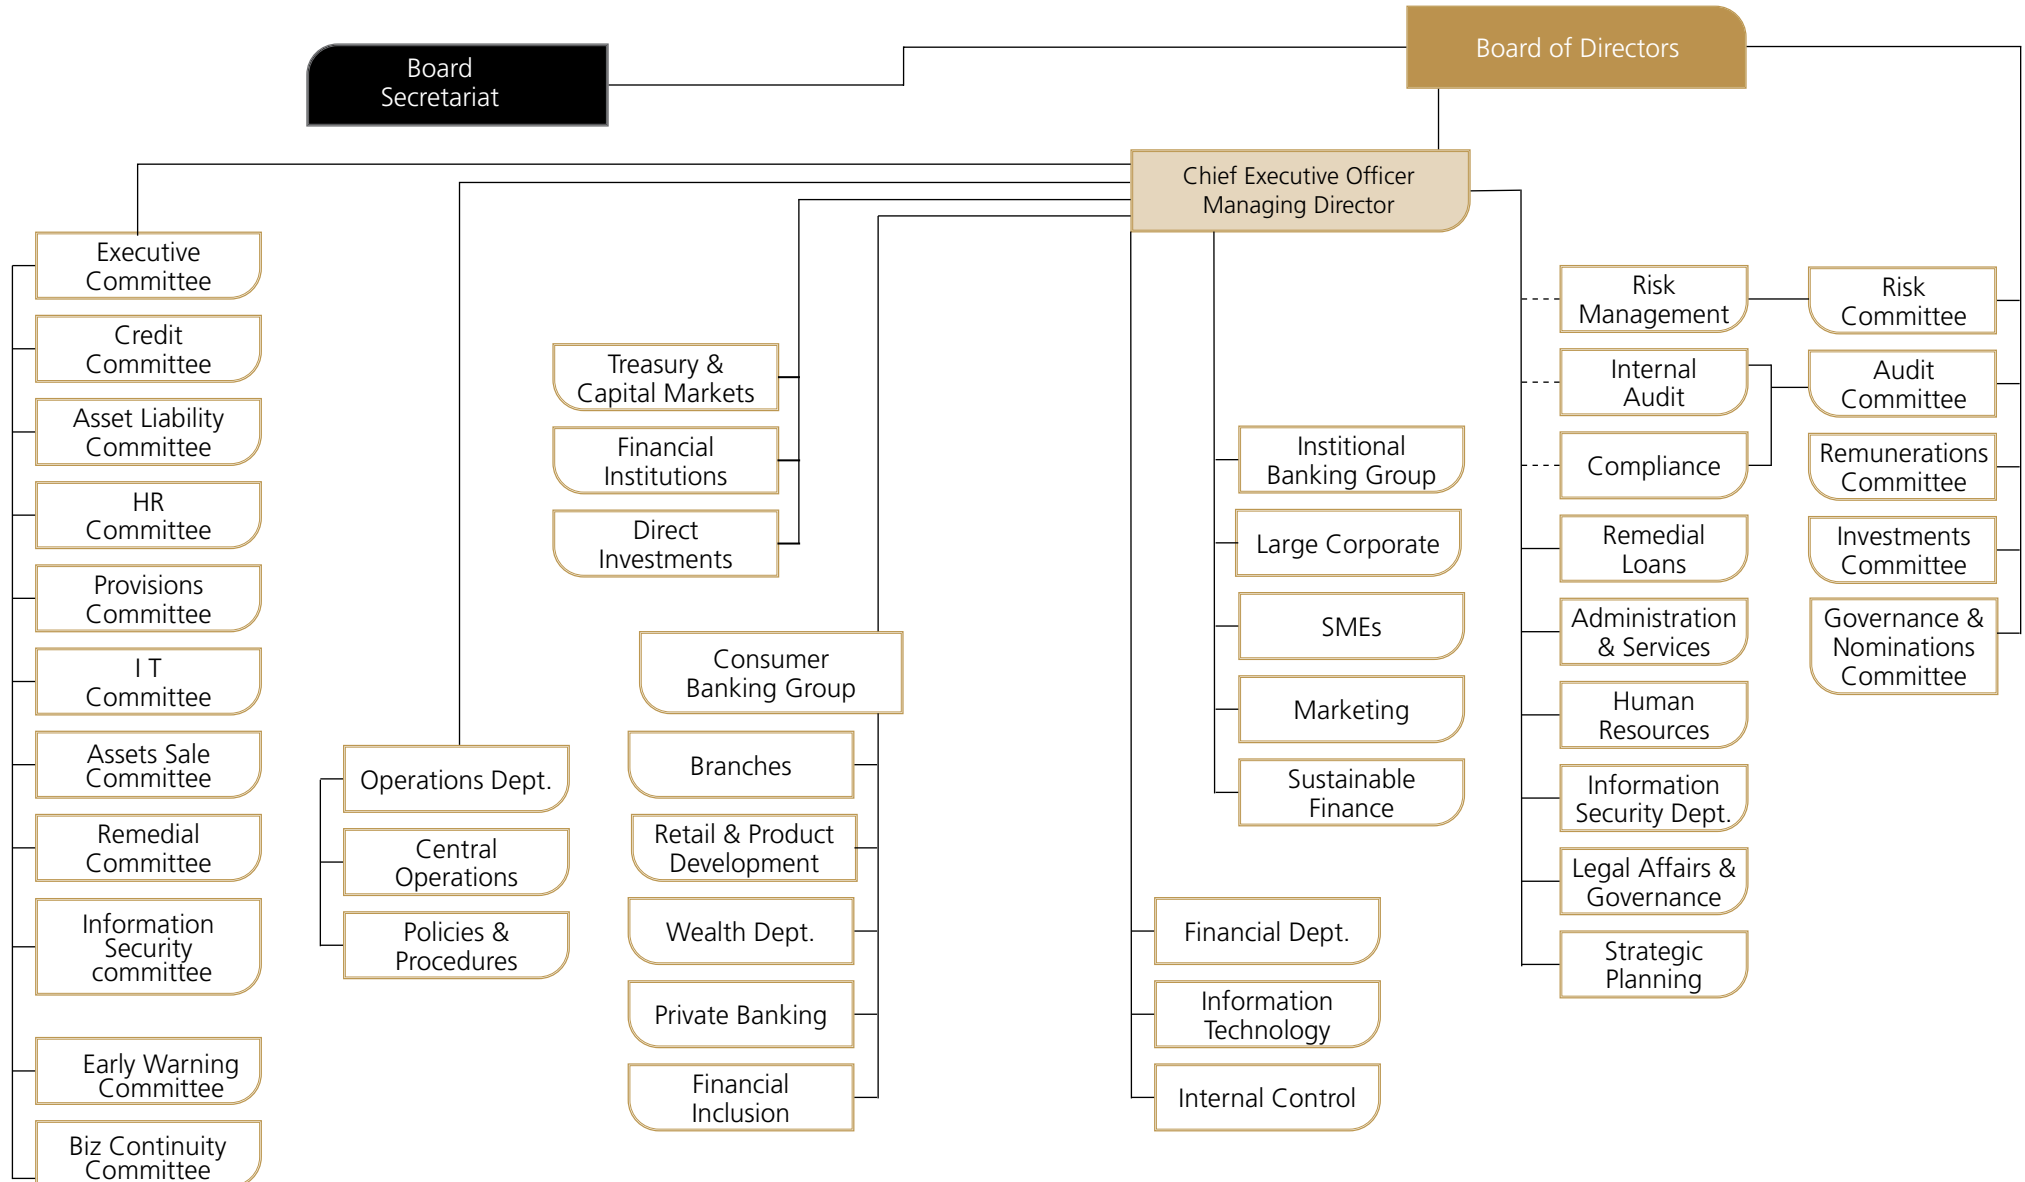 Board of Directors
Board
Secretariat
Chief Executive Officer
Managing Director
Executive
Committee
Credit
Committee
Asset Liability
Committee
HR
Committee
Provisions
Committee
I T
Committee
Assets Sale
Committee
Remedial
Committee
Information
Security
committee
Early Warning
Committee
Biz Continuity
Committee
Operations Dept.
Central
Operations
Policies &
Procedures
Treasury &
Capital Markets
Financial
Institutions
Direct
Investments
Consumer
Banking Group
Branches
Retail & Product
Development
Wealth Dept.
Private Banking
Financial
Inclusion
Institional
Banking Group
Large Corporate
SMEs
Marketing
Sustainable
Finance
Financial Dept.
Information
Technology
Internal Control
Risk
Management
Internal
Audit
Compliance
Remedial
Loans
Administration
& Services
Human
Resources
Information
Security Dept.
Legal Affairs &
Governance
Strategic
Planning
Risk
Committee
Audit
Committee
Remunerations
Committee
Investments
Committee
Governance &
Nominations
Committee